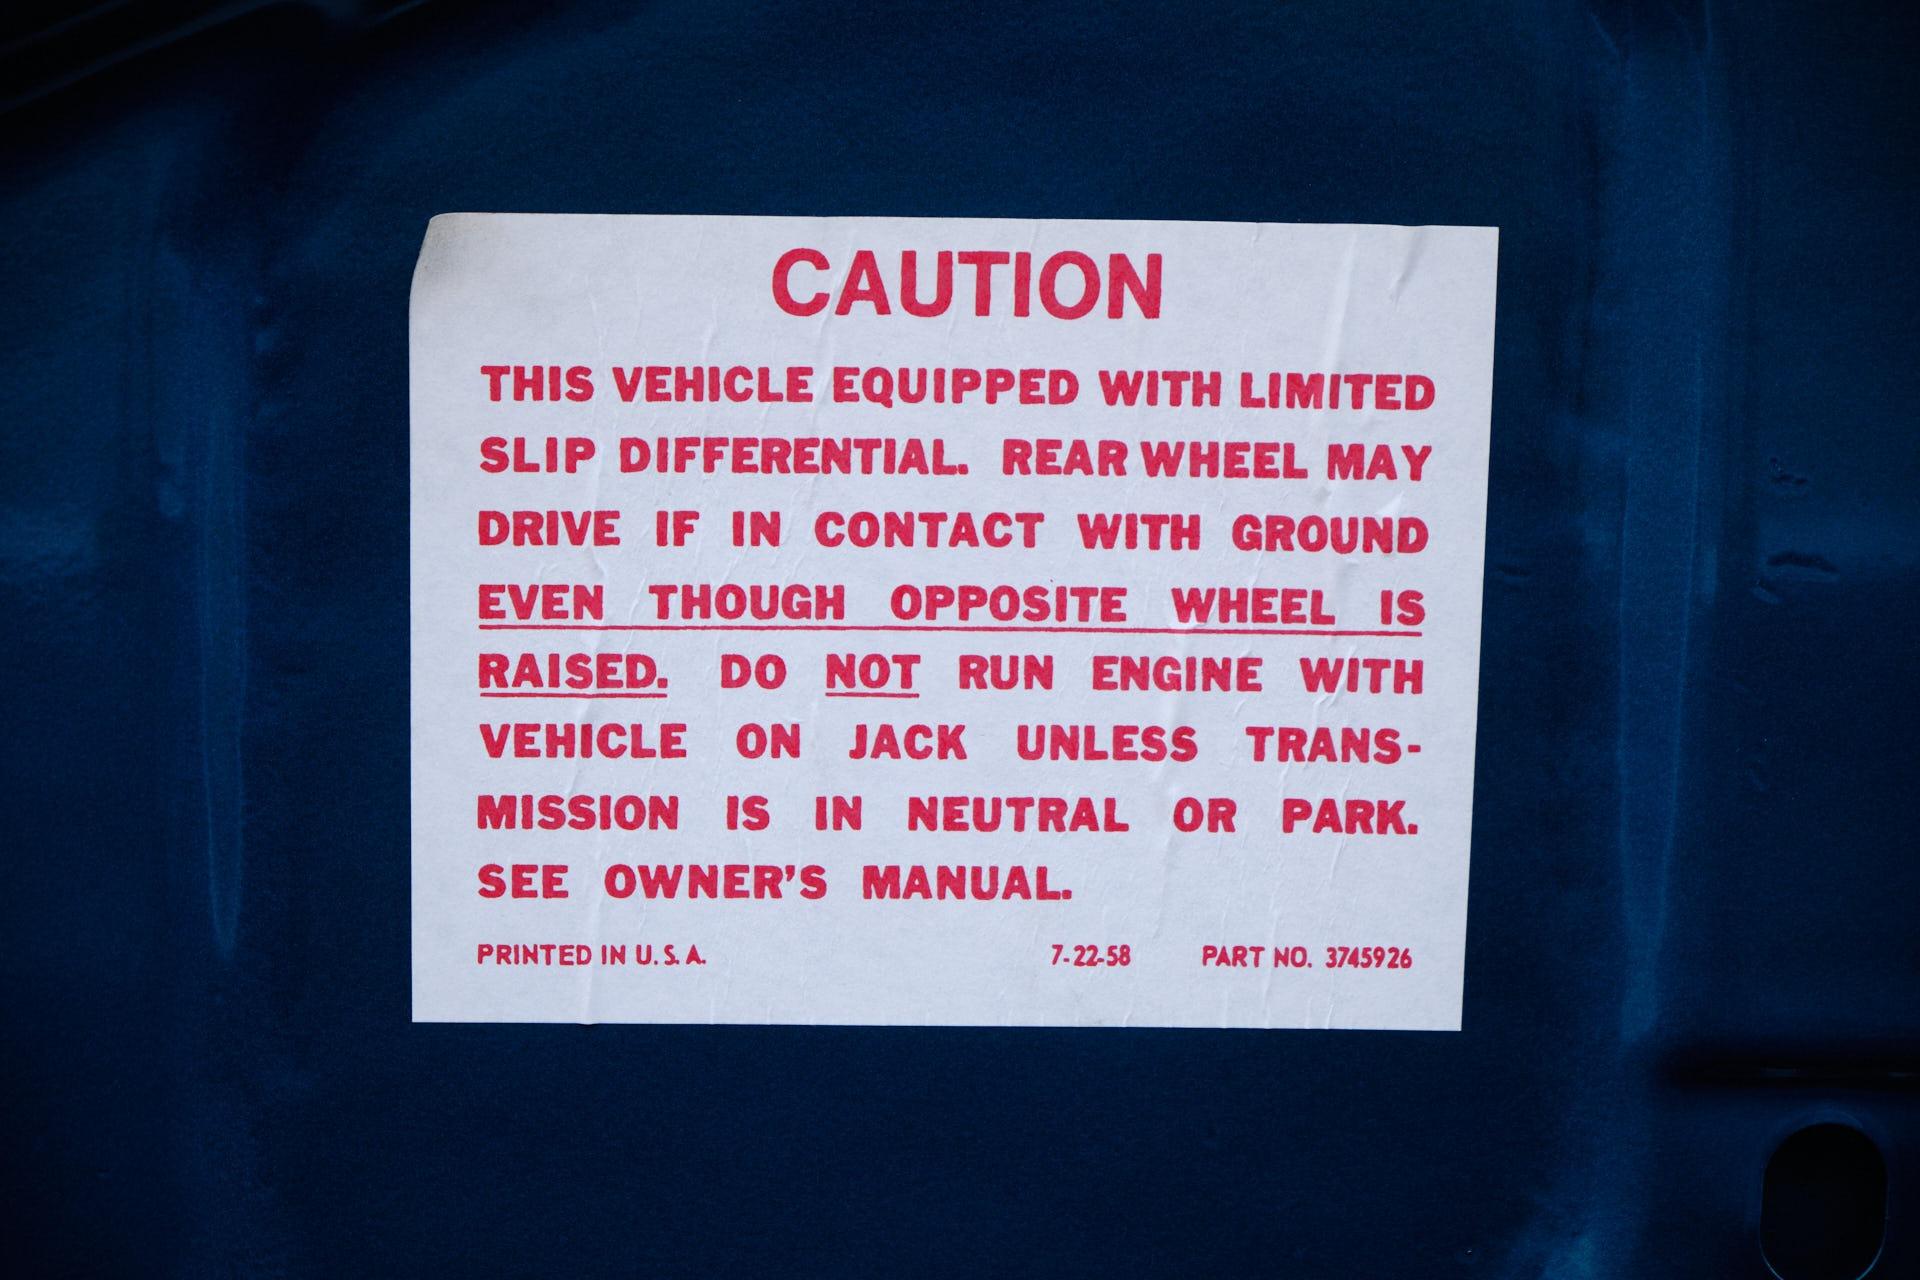 CAUTION
THIS VEHICLE EQUIPPED WITH LIMITED
SLIP DIFFERENTIAL. REAR WHEEL MAY
DRIVE IF IN CONTACT WITH GROUND
EVEN THOUGH OPPOSITE WHEEL IS
RAISED. DO NOT RUN ENGINE WITH
VEHICLE ON JACK UNLESS TRANS-
MISSION IS IN NEUTRAL OR PARK.
SEE OWNER'S MANUAL.
PRINTED IN U.S.A. 7-22-58 PART NO. 3745926